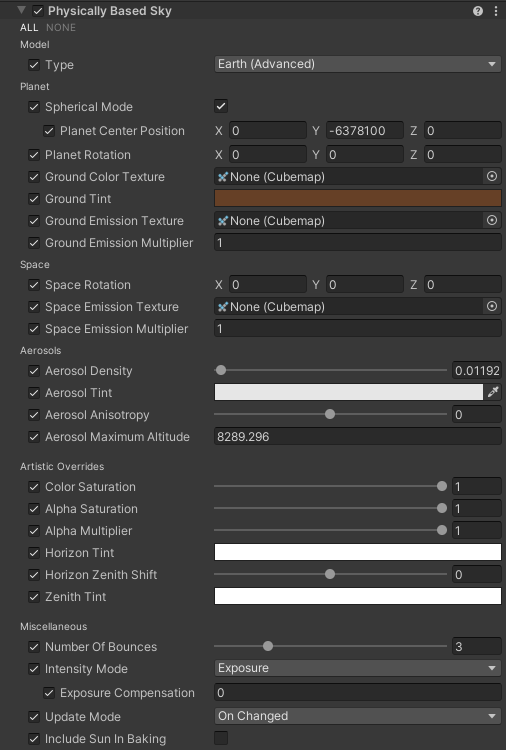 Physically Based Sky
ALL NONE
Model
Type Earth (Advanced)
Planet
Spherical Mode
Planet Center Position X 0 Y -6378100 Z 0
Planet Rotation X 0 Y 0 Z 0
Ground Color Texture None (Cubemap)
Ground Tint
Ground Emission Texture None (Cubemap)
Ground Emission Multiplier 1
Space
Space Rotation X 0 Y 0 Z 0
Space Emission Texture None (Cubemap)
Space Emission Multiplier 1
Aerosols
Aerosol Density 0.01192
Aerosol Tint
Aerosol Anisotropy 0
Aerosol Maximum Altitude 8289.296
Artistic Overrides
Color Saturation 1
Alpha Saturation 1
Alpha Multiplier 1
Horizon Tint
Horizon Zenith Shift 0
Zenith Tint
Miscellaneous
Number Of Bounces 3
Intensity Mode Exposure
Exposure Compensation 0
Update Mode On Changed
Include Sun In Baking